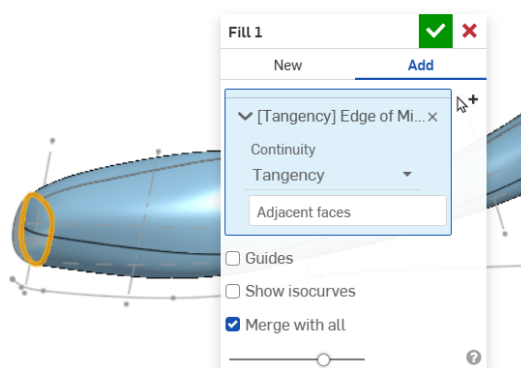 Fill 1
New Add
[Tangency] Edge of Mi...
Continuity
Tangency
Adjacent faces
Guides
Show isocurves
Merge with all